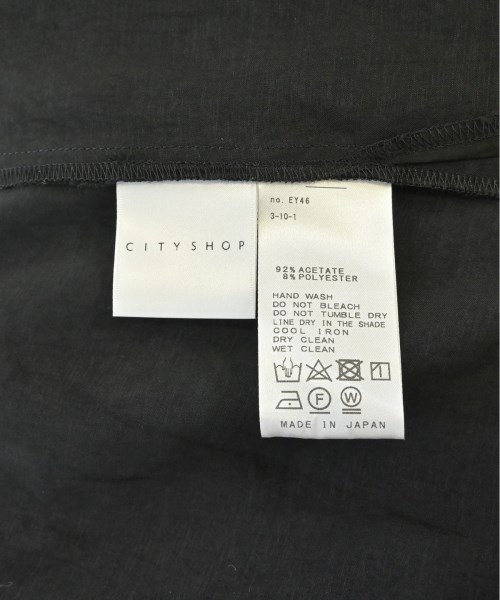 CITYSHOP
no. EY46
3-10-1
92% ACETATE
8% POLYESTER
HAND WASH
DO NOT BLEACH
DO NOT TUMBLE DRY
LINE DRY IN THE SHADE
COOL IRON
DRY CLEAN
WET CLEAN
F W
MADE IN JAPAN